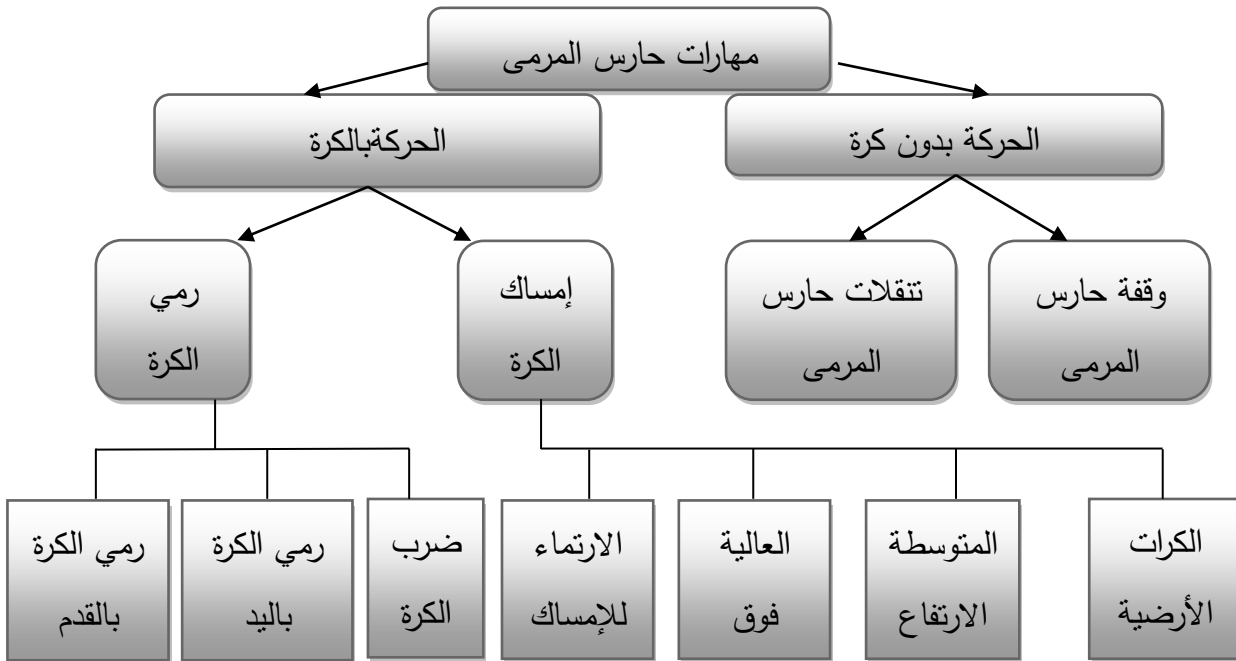 مهارات حارس المرمى
الحركة بدون كرة
الحركةبالكرة
وقفة حارس
المرمى
تنقلات حارس
المرمى
إمساك
الكرة
رمي
الكرة
الكرات
الأرضية
المتوسطة
الارتفاع
العالية
فوق
الارتماء
للإمساك
ضرب
الكرة
رمي الكرة
باليد
رمي الكرة
بالقدم